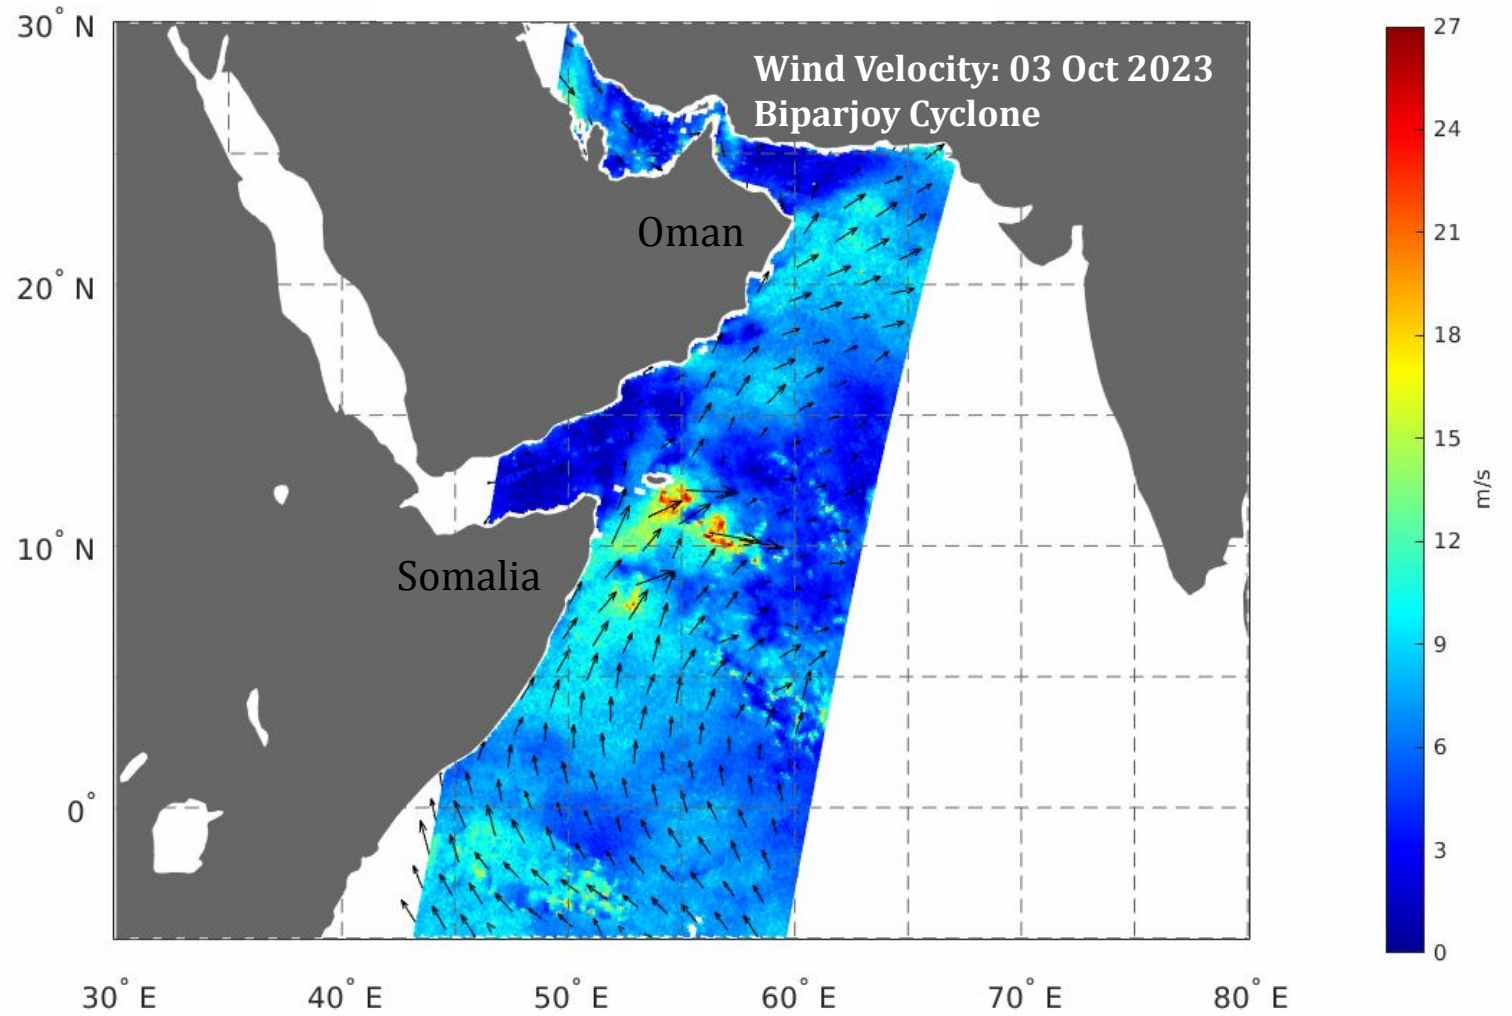 Wind Velocity: 03 Oct 2023
Biparjoy Cyclone
Oman
Somalia
30° N
20° N
10° N
0°
30° E
40° E
50° E
60° E
70° E
80° E
27
24
21
18
15
12
9
6
3
0
m/s